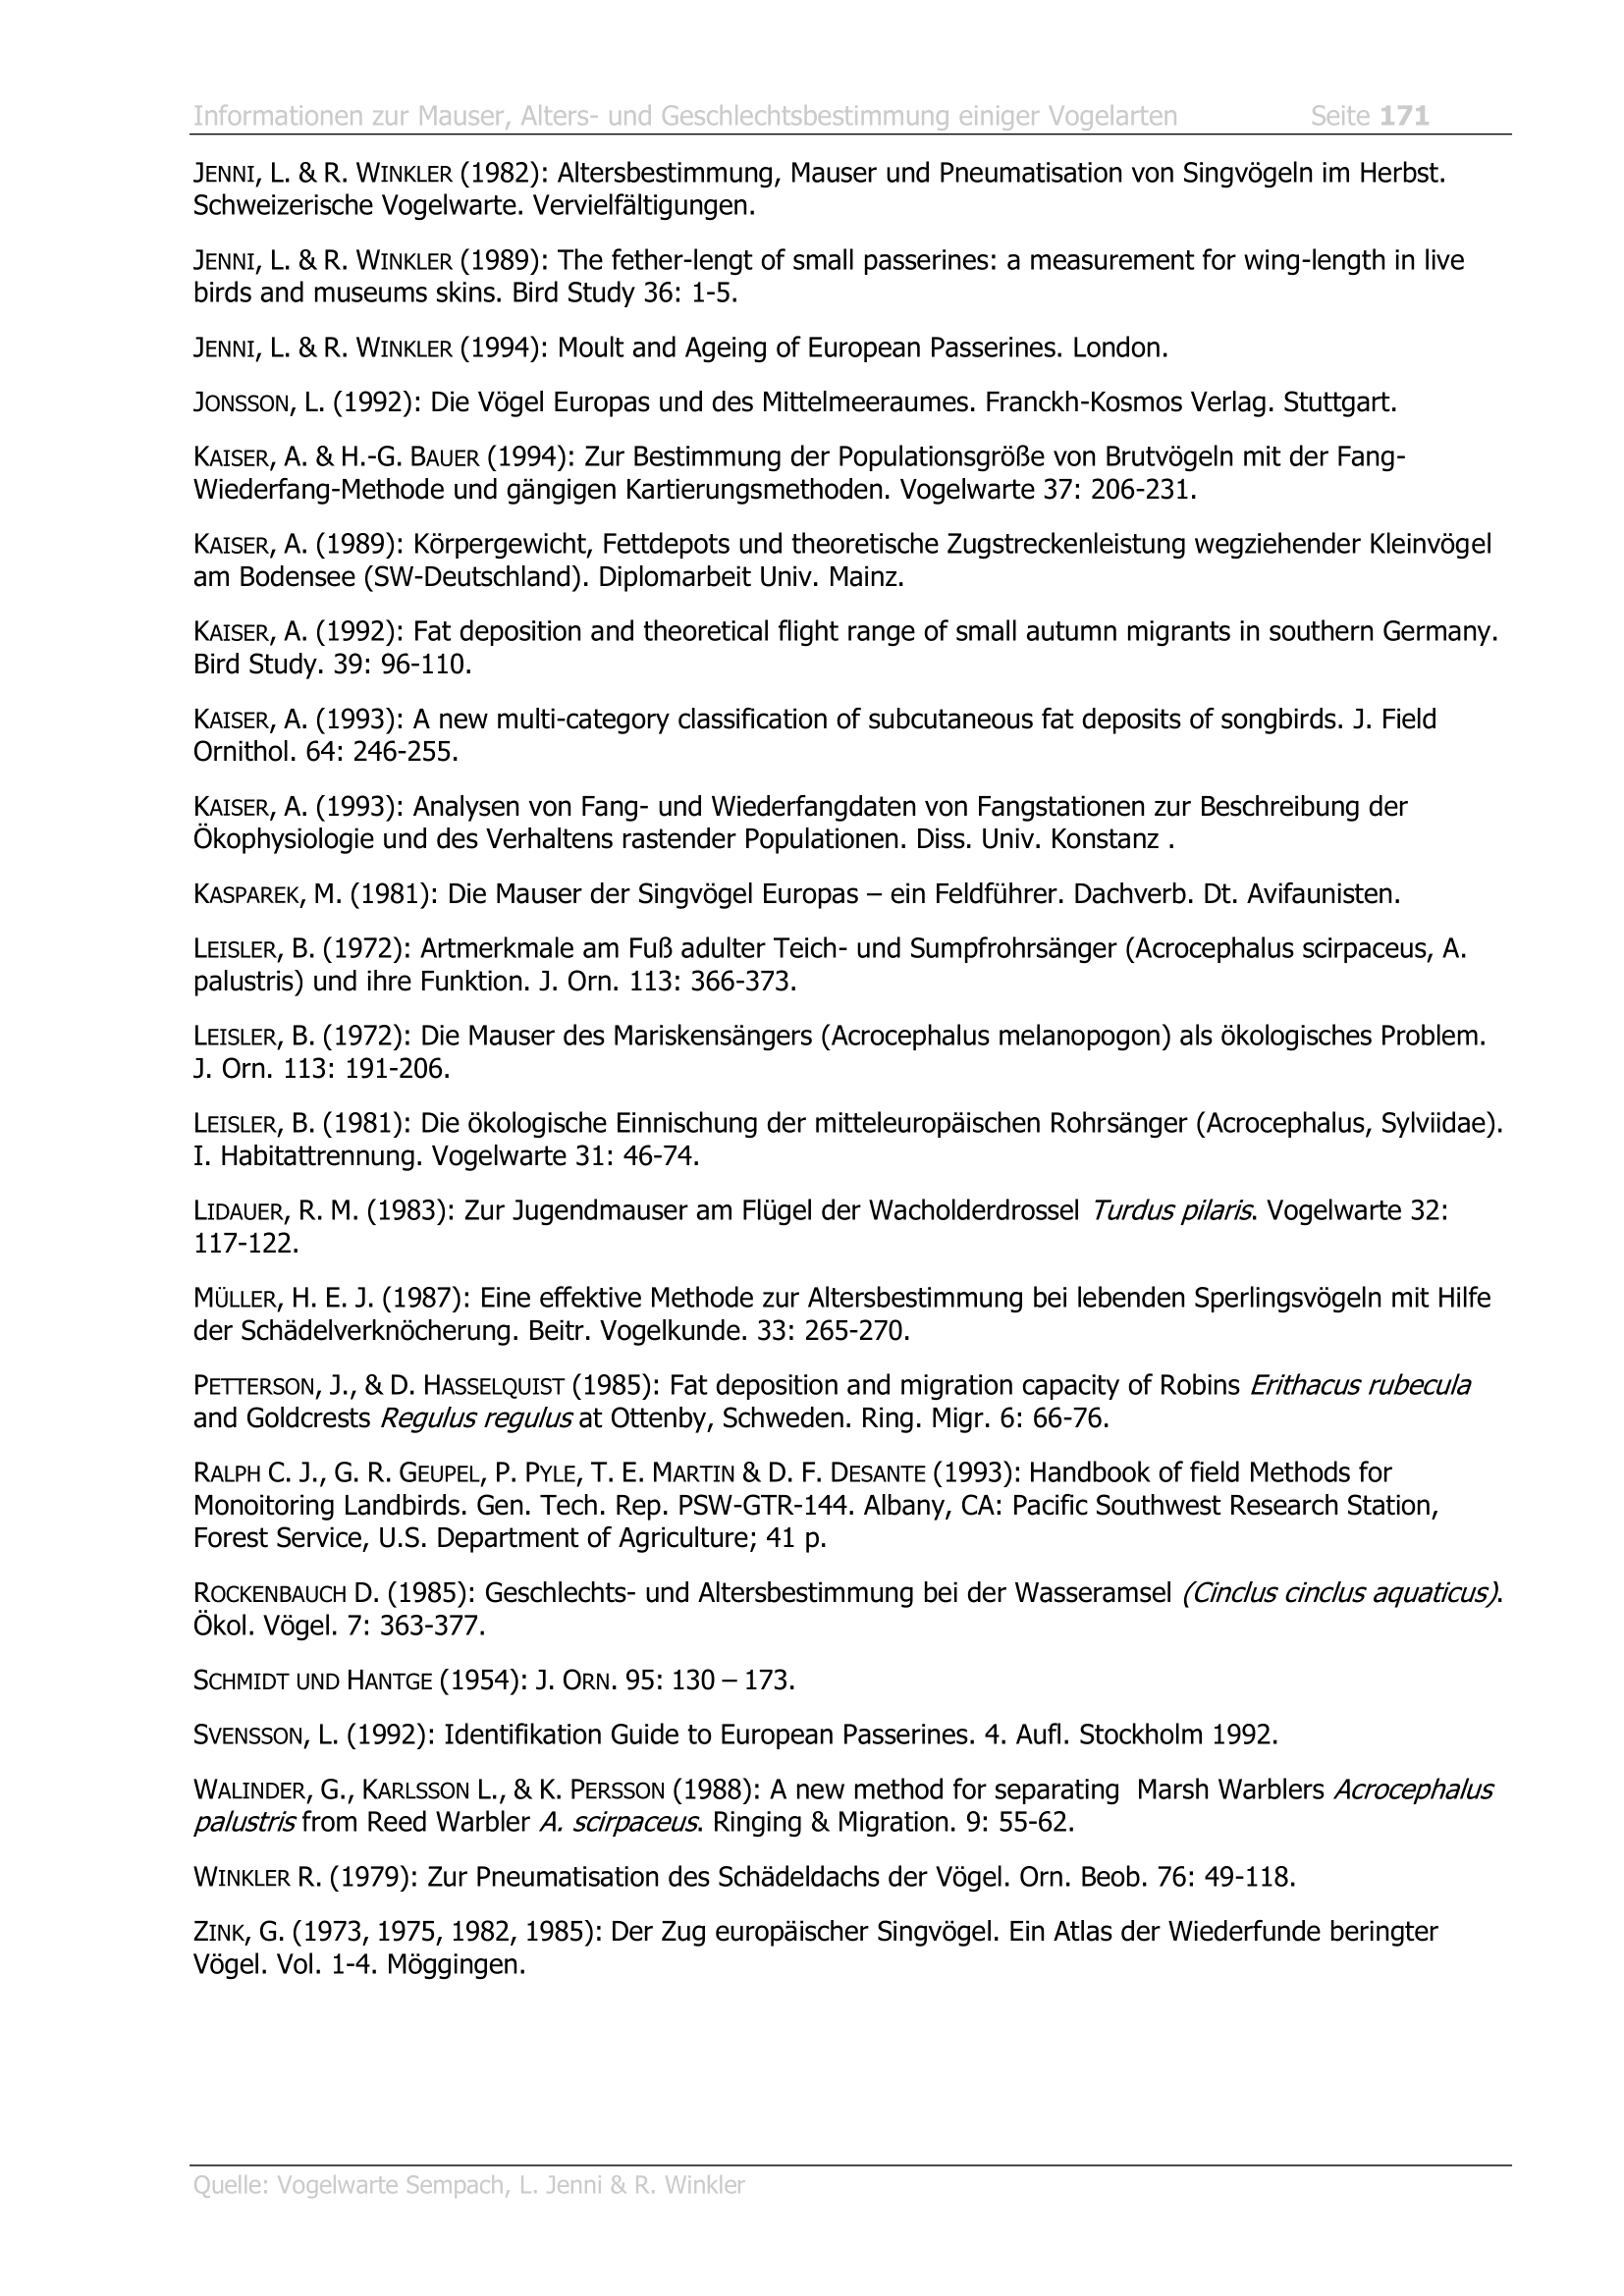 Informationen zur Mauser, Alters- und Geschlechtsbestimmung einiger Vogelarten Seite 171
JENNI, L. & R. WINKLER (1982): Altersbestimmung, Mauser und Pneumatisation von Singvögeln im Herbst.
Schweizerische Vogelwarte. Vervielfältigungen.
JENNI, L. & R. WINKLER (1989): The fether-lengt of small passerines: a measurement for wing-length in live
birds and museums skins. Bird Study 36: 1-5.
JENNI, L. & R. WINKLER (1994): Moult and Ageing of European Passerines. London.
JONSSON, L. (1992): Die Vögel Europas und des Mittelmeeraumes. Franckh-Kosmos Verlag. Stuttgart.
KAISER, A. & H.-G. BAUER (1994): Zur Bestimmung der Populationsgröße von Brutvögeln mit der Fang-
Wiederfang-Methode und gängigen Kartierungsmethoden. Vogelwarte 37: 206-231.
KAISER, A. (1989): Körpergewicht, Fettdepots und theoretische Zugstreckenleistung wegziehender Kleinvögel
am Bodensee (SW-Deutschland). Diplomarbeit Univ. Mainz.
KAISER, A. (1992): Fat deposition and theoretical flight range of small autumn migrants in southern Germany.
Bird Study. 39: 96-110.
KAISER, A. (1993): A new multi-category classification of subcutaneous fat deposits of songbirds. J. Field
Ornithol. 64: 246-255.
KAISER, A. (1993): Analysen von Fang- und Wiederfangdaten von Fangstationen zur Beschreibung der
Ökophysiologie und des Verhaltens rastender Populationen. Diss. Univ. Konstanz .
KASPAREK, M. (1981): Die Mauser der Singvögel Europas – ein Feldführer. Dachverb. Dt. Avifaunisten.
LEISLER, B. (1972): Artmerkmale am Fuß adulter Teich- und Sumpfrohrsänger (Acrocephalus scirpaceus, A.
palustris) und ihre Funktion. J. Orn. 113: 366-373.
LEISLER, B. (1972): Die Mauser des Mariskensängers (Acrocephalus melanopogon) als ökologisches Problem.
J. Orn. 113: 191-206.
LEISLER, B. (1981): Die ökologische Einnischung der mitteleuropäischen Rohrsänger (Acrocephalus, Sylviidae).
I. Habitattrennung. Vogelwarte 31: 46-74.
LIDAUER, R. M. (1983): Zur Jugendmauser am Flügel der Wacholderdrossel Turdus pilaris. Vogelwarte 32:
117-122.
MÜLLER, H. E. J. (1987): Eine effektive Methode zur Altersbestimmung bei lebenden Sperlingsvögeln mit Hilfe
der Schädelverknöcherung. Beitr. Vogelkunde. 33: 265-270.
PETTERSON, J., & D. HASSELQUIST (1985): Fat deposition and migration capacity of Robins Erithacus rubecula
and Goldcrests Regulus regulus at Ottenby, Schweden. Ring. Migr. 6: 66-76.
RALPH C. J., G. R. GEUPEL, P. PYLE, T. E. MARTIN & D. F. DESANTE (1993): Handbook of field Methods for
Monoitoring Landbirds. Gen. Tech. Rep. PSW-GTR-144. Albany, CA: Pacific Southwest Research Station,
Forest Service, U.S. Department of Agriculture; 41 p.
ROCKENBAUCH D. (1985): Geschlechts- und Altersbestimmung bei der Wasseramsel (Cinclus cinclus aquaticus).
Ökol. Vögel. 7: 363-377.
SCHMIDT UND HANTGE (1954): J. ORN. 95: 130 – 173.
SVENSSON, L. (1992): Identifikation Guide to European Passerines. 4. Aufl. Stockholm 1992.
WALINDER, G., KARLSSON L., & K. PERSSON (1988): A new method for separating Marsh Warblers Acrocephalus
palustris from Reed Warbler A. scirpaceus. Ringing & Migration. 9: 55-62.
WINKLER R. (1979): Zur Pneumatisation des Schädeldachs der Vögel. Orn. Beob. 76: 49-118.
ZINK, G. (1973, 1975, 1982, 1985): Der Zug europäischer Singvögel. Ein Atlas der Wiederfunde beringter
Vögel. Vol. 1-4. Möggingen.
Quelle: Vogelwarte Sempach, L. Jenni & R. Winkler